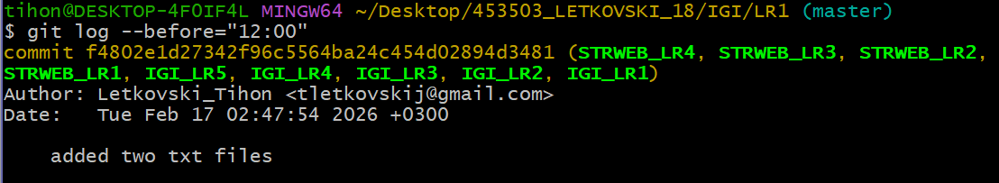 tihon@DESKTOP-4F0IF4L MINGW64 ~/Desktop/453503_LETKOVSKI_18/IGI/LR1 (master)
$ git log --before="12:00"
commit f4802e1d27342f96c5564ba24c454d02894d3481 (STRWEB_LR4, STRWEB_LR3, STRWEB_LR2,
STRWEB_LR1, IGI_LR5, IGI_LR4, IGI_LR3, IGI_LR2, IGI_LR1)
Author: Letkovski_Tihon <tletkovskij@gmail.com>
Date:   Tue Feb 17 02:47:54 2026 +0300
    added two txt files